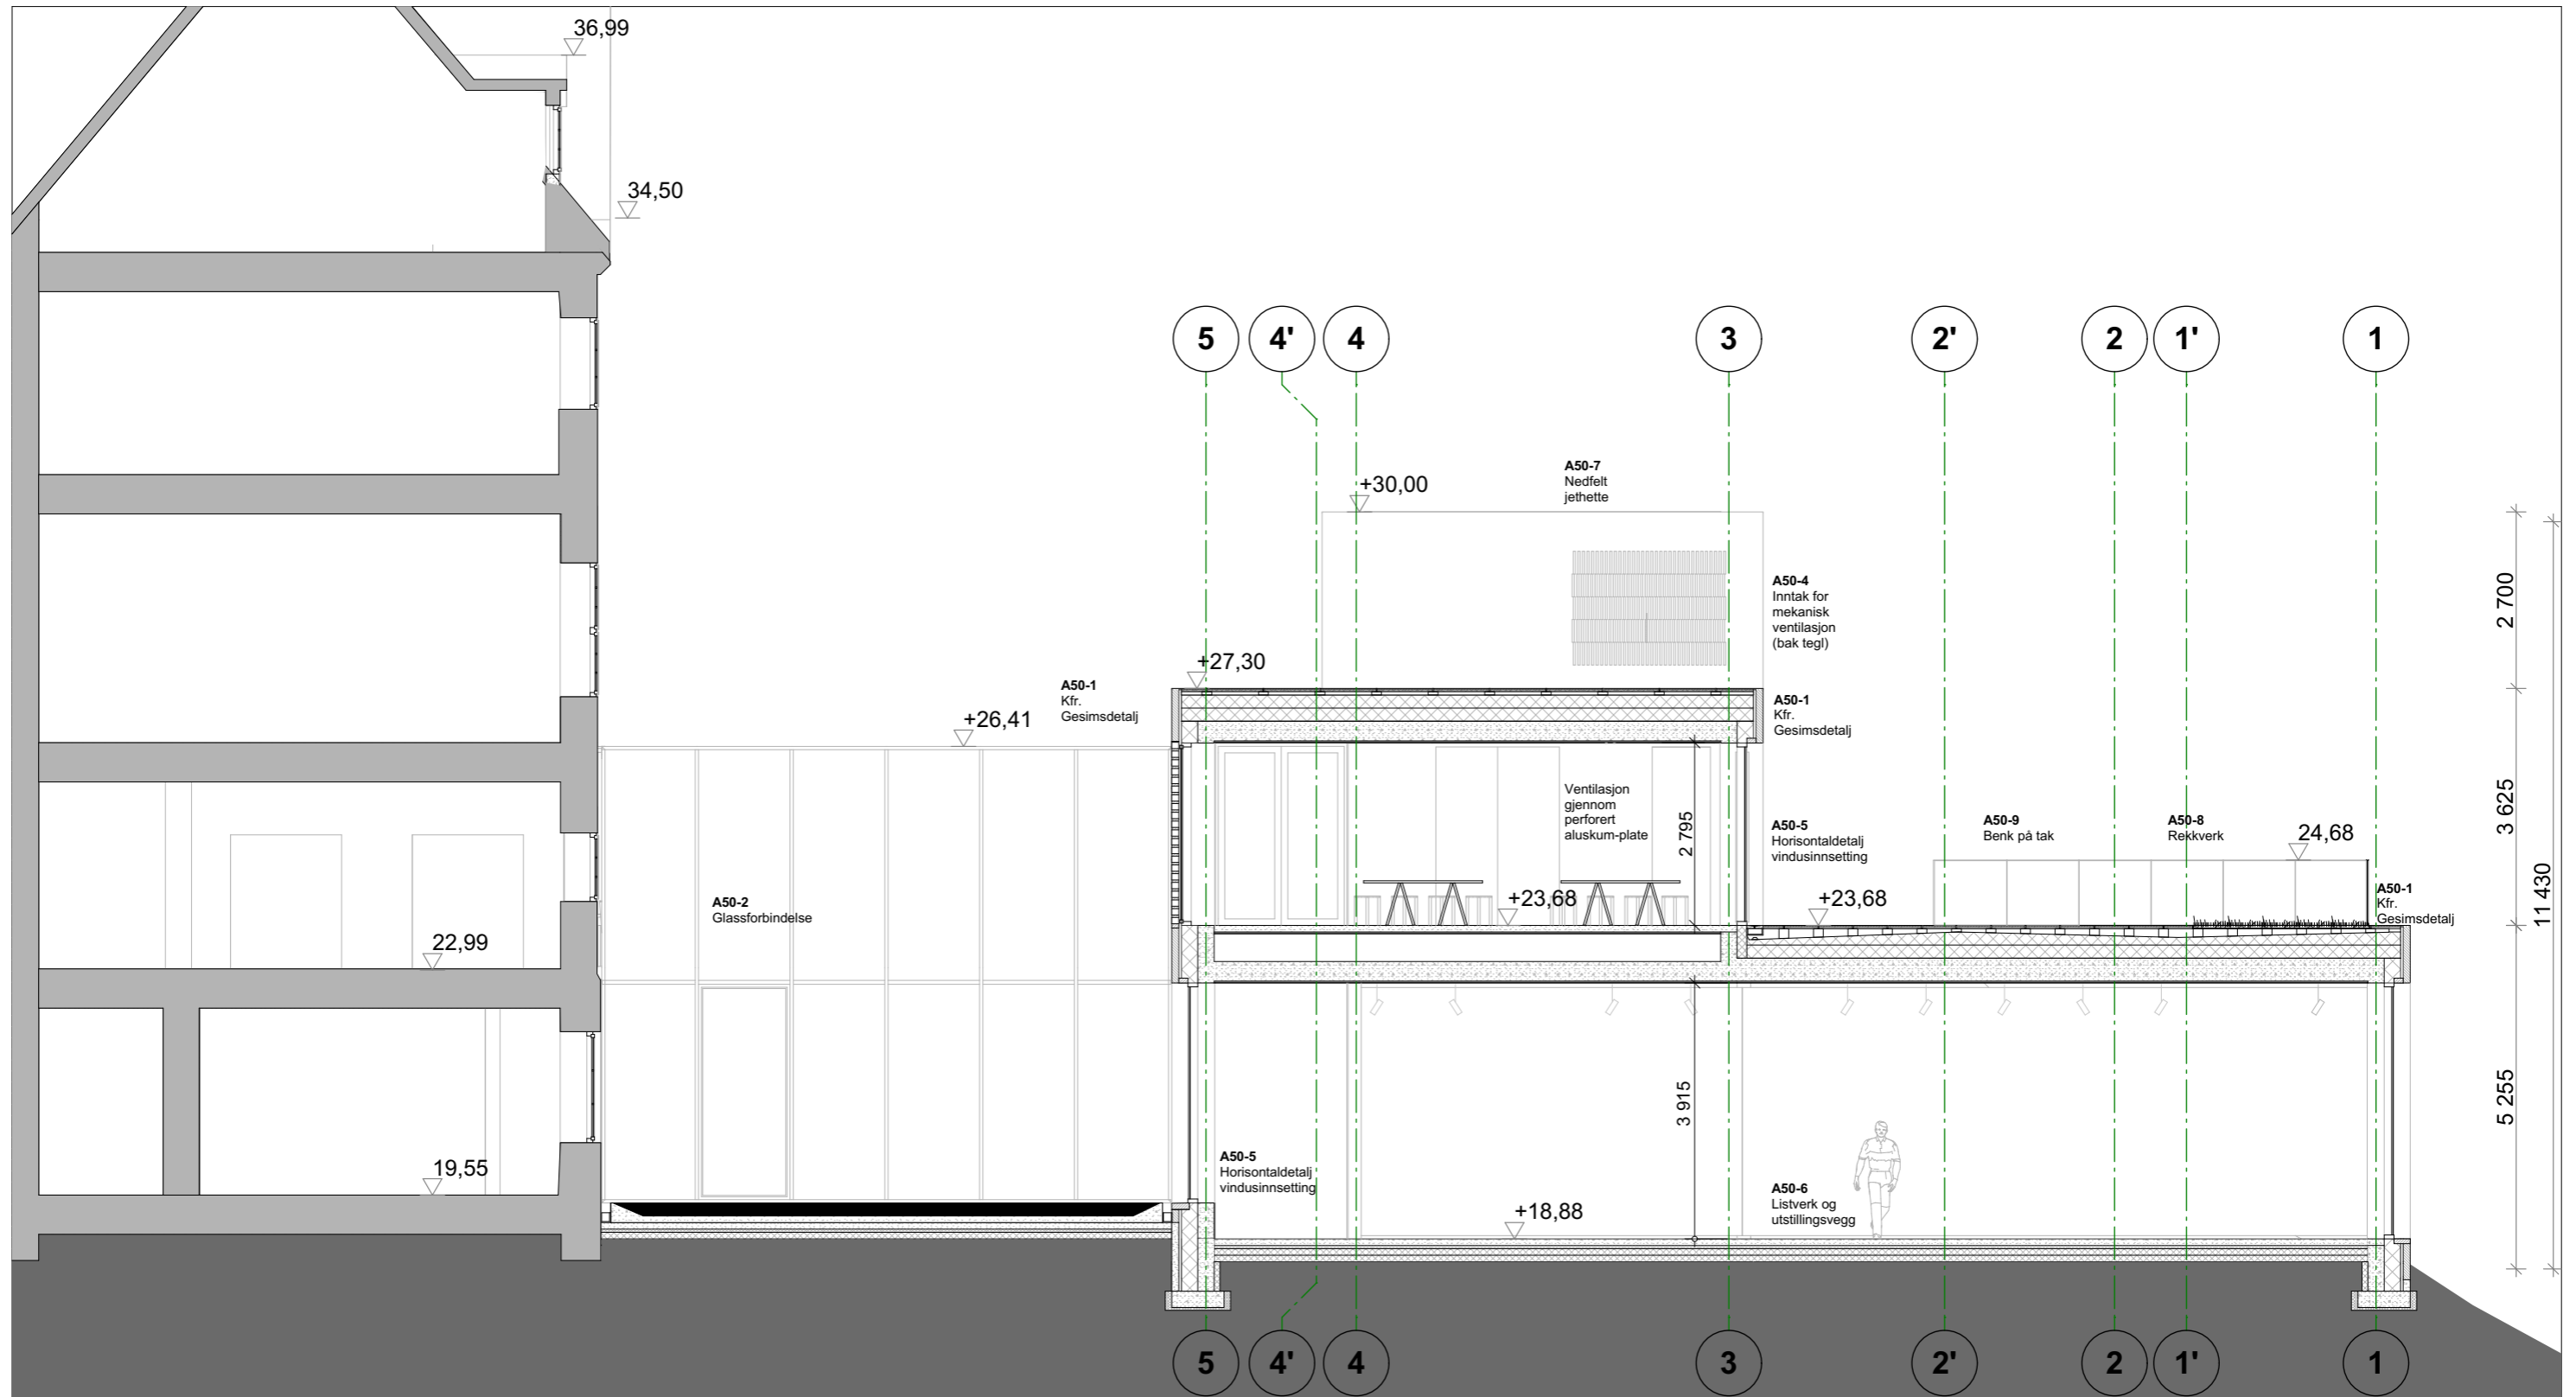 36,99
34,50
5
4'
4
3
2'
2
1'
1
A50-7
Nedfelt
jethette
+30,00
A50-4
Inntak for
mekanisk
ventilasjon
(bak tegl)
2 700
+27,30
A50-1
Kfr.
Gesimsdetalj
+26,41
A50-1
Kfr.
Gesimsdetalj
Ventilasjon
gjennom
perforert
aluskum-plate
2 795
A50-5
Horisontaldetalj
vindusinnsetting
A50-9
Benk på tak
A50-8
Rekkverk
24,68
3 625
A50-2
Glassforbindelse
+23,68
+23,68
A50-1
Kfr.
Gesimsdetalj
11 430
22,99
3 915
5 255
19,55
A50-5
Horisontaldetalj
vindusinnsetting
+18,88
A50-6
Listverk og
utstillingsvegg
5
4'
4
3
2'
2
1'
1